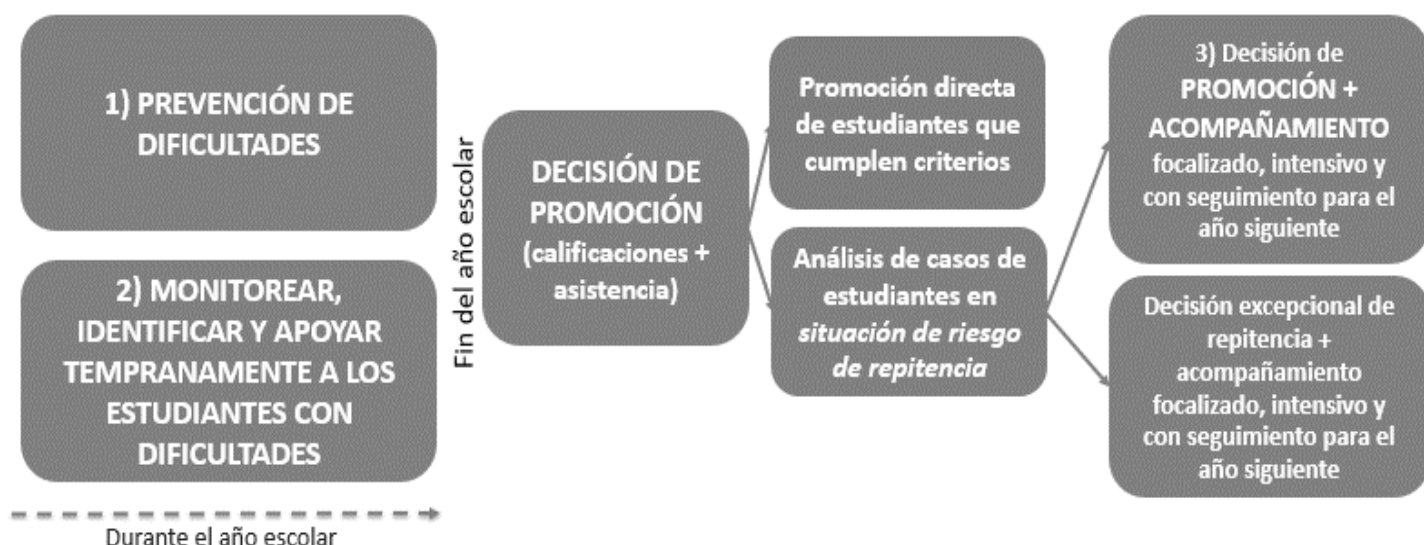 1) PREVENCIÓN DE
DIFICULTADES
2) MONITOREAR,
IDENTIFICAR Y APOYAR
TEMPRANAMENTE A LOS
ESTUDIANTES CON
DIFICULTADES
Durante el año escolar
Fin del año escolar
DECISIÓN DE
PROMOCIÓN
(calificaciones +
asistencia)
Promoción directa
de estudiantes que
cumplen criterios
Análisis de casos de
estudiantes en
situación de riesgo
de repitencia
3) Decisión de
PROMOCIÓN +
ACOMPAÑAMIENTO
focalizado, intensivo y
con seguimiento para el
año siguiente
Decisión excepcional de
repitencia +
acompañamiento
focalizado, intensivo y
con seguimiento para el
año siguiente